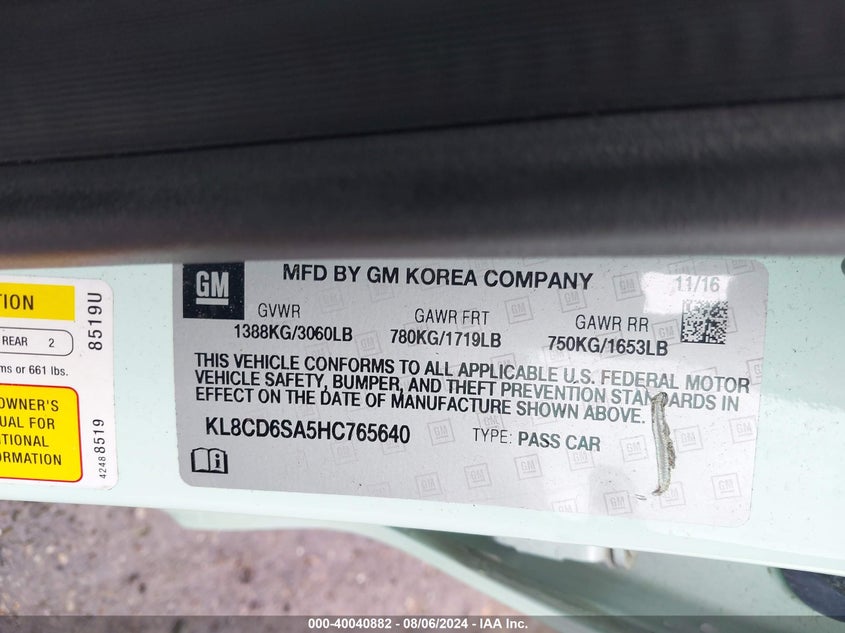 GM
MFD BY GM KOREA COMPANY
11/16
GVWR
GAWR FRT
GAWR RR
1388KG/3060LB
780KG/1719LB
750KG/1653LB
THIS VEHICLE CONFORMS TO ALL APPLICABLE U.S. FEDERAL MOTOR
VEHICLE SAFETY, BUMPER, AND THEFT PREVENTION STANDARDS IN
EFFECT ON THE DATE OF MANUFACTURE SHOWN ABOVE.
KL8CD6SA5HC765640
TYPE: PASS CAR
TION
REAR 2
ms or 661 lbs.
OWNER'S
UAL FOR
ITIONAL
ORMATION
8519U
42488519
000-40040882 - 08/06/2024 - IAA Inc.